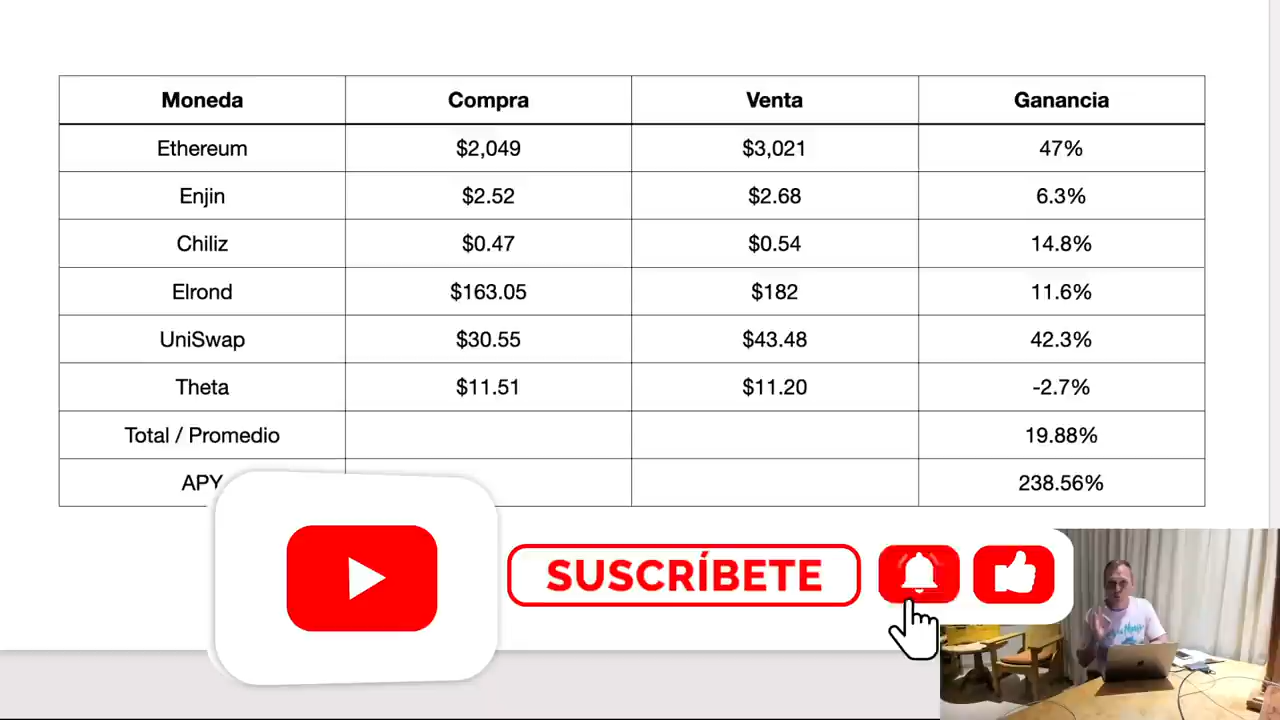 Moneda Compra Venta Ganancia
Ethereum $2,049 $3,021 47%
Enjin $2.52 $2.68 6.3%
Chiliz $0.47 $0.54 14.8%
Elrond $163.05 $182 11.6%
UniSwap $30.55 $43.48 42.3%
Theta $11.51 $11.20 -2.7%
Total / Promedio 19.88%
APY 238.56%
SUSCRÍBETE